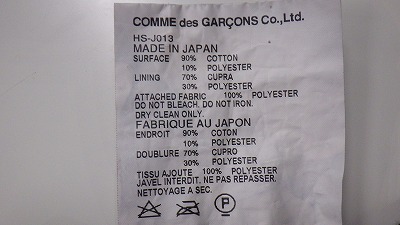 COMME des GARÇONS Co.,Ltd.
HS-J013
MADE IN JAPAN
SURFACE 90% COTTON
10% POLYESTER
LINING 70% CUPRA
30% POLYESTER
ATTACHED FABRIC 100% POLYESTER
DO NOT BLEACH. DO NOT IRON.
DRY CLEAN ONLY.
FABRIQUE AU JAPON
ENDROIT 90% COTON
10% POLYESTER
DOUBLURE 70% CUPRO
30% POLYESTER
TISSU AJOUTE 100% POLYESTER
JAVEL INTERDIT. NE PAS REPASSER.
NETTOYAGE A SEC.
P